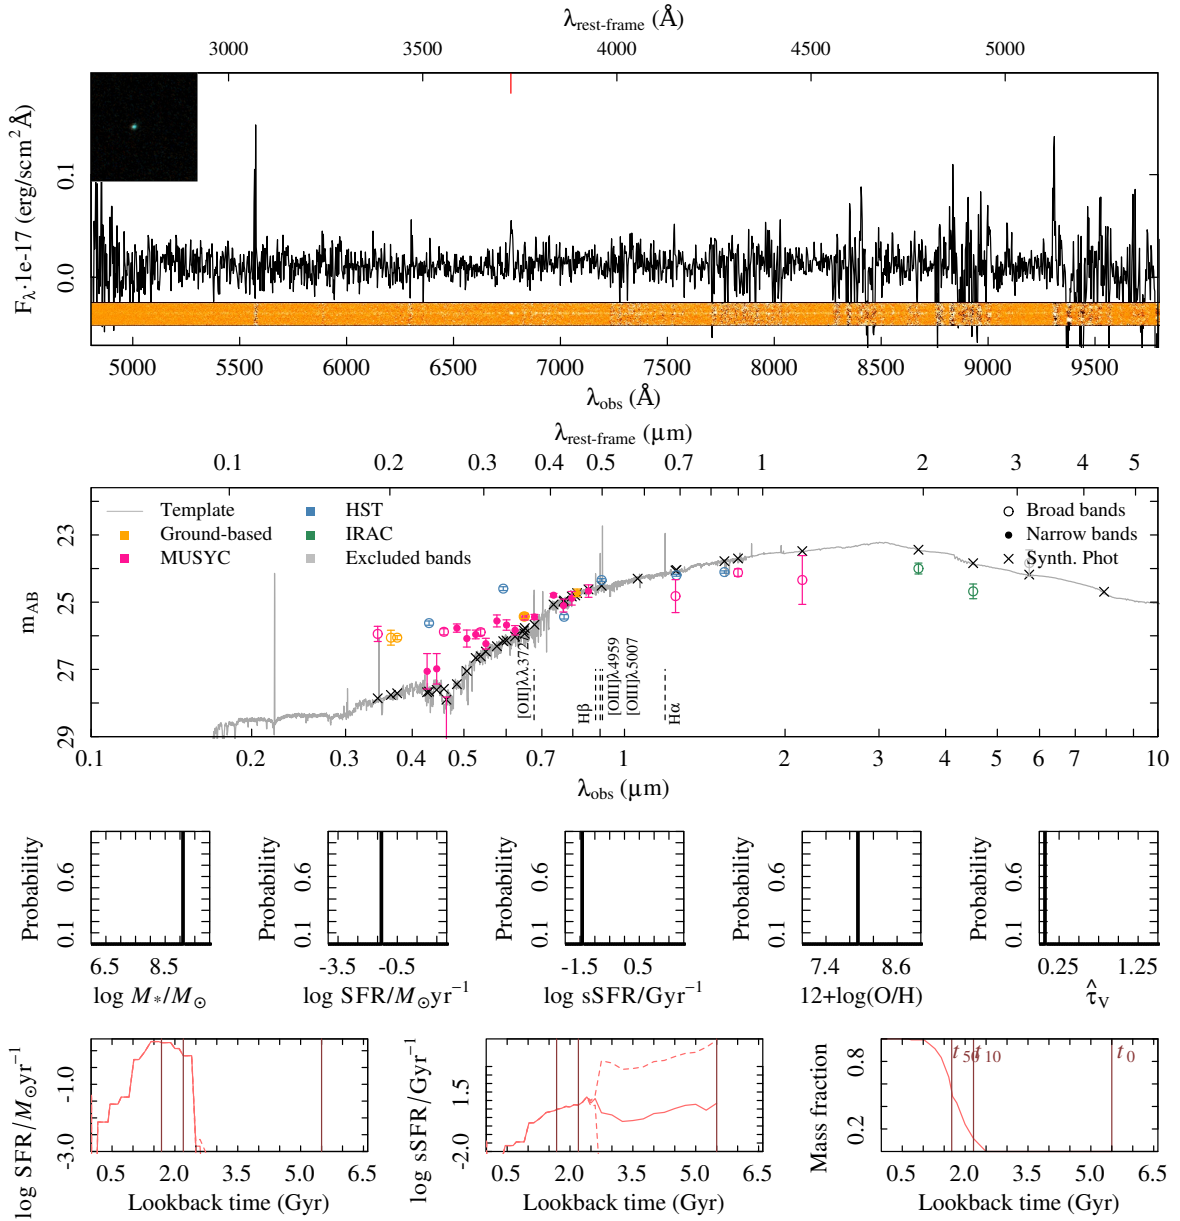 λrest-frame (Å)
3000 3500 4000 4500 5000
F_λ·1e-17 (erg/scm² Å)
0.1
0.0
5000 5500 6000 6500 7000 7500 8000 8500 9000 9500
λobs (Å)
λrest-frame (μm)
0.1 0.2 0.3 0.4 0.5 0.7 1 2 3 4 5
m_AB
23
25
27
29
Template
Ground-based
MUSYC
HST
IRAC
Excluded bands
Broad bands
Narrow bands
Synth. Phot
[OII]λλ372
Hβ
[OIII]λ4959
[OIII]λ5007
Hα
0.1 0.2 0.3 0.4 0.5 0.7 1 2 3 4 5 6 7 10
λobs (μm)
Probability
0.6
0.1
6.5 8.5
log M*/M⊙
Probability
0.6
0.1
-3.5 -0.5
log SFR/M⊙yr⁻¹
Probability
0.6
0.1
-1.5 0.5
log sSFR/Gyr⁻¹
Probability
0.6
0.1
7.4 8.6
12+log(O/H)
Probability
0.6
0.1
0.25 1.25
τ̂_V
log SFR/M⊙yr⁻¹
-1.0
-3.0
0.5 2.0 3.5 5.0 6.5
Lookback time (Gyr)
log sSFR/Gyr⁻¹
1.5
-2.0
0.5 2.0 3.5 5.0 6.5
Lookback time (Gyr)
Mass fraction
0.8
0.2
t₅₀ t₁₀ t₀
0.5 2.0 3.5 5.0 6.5
Lookback time (Gyr)